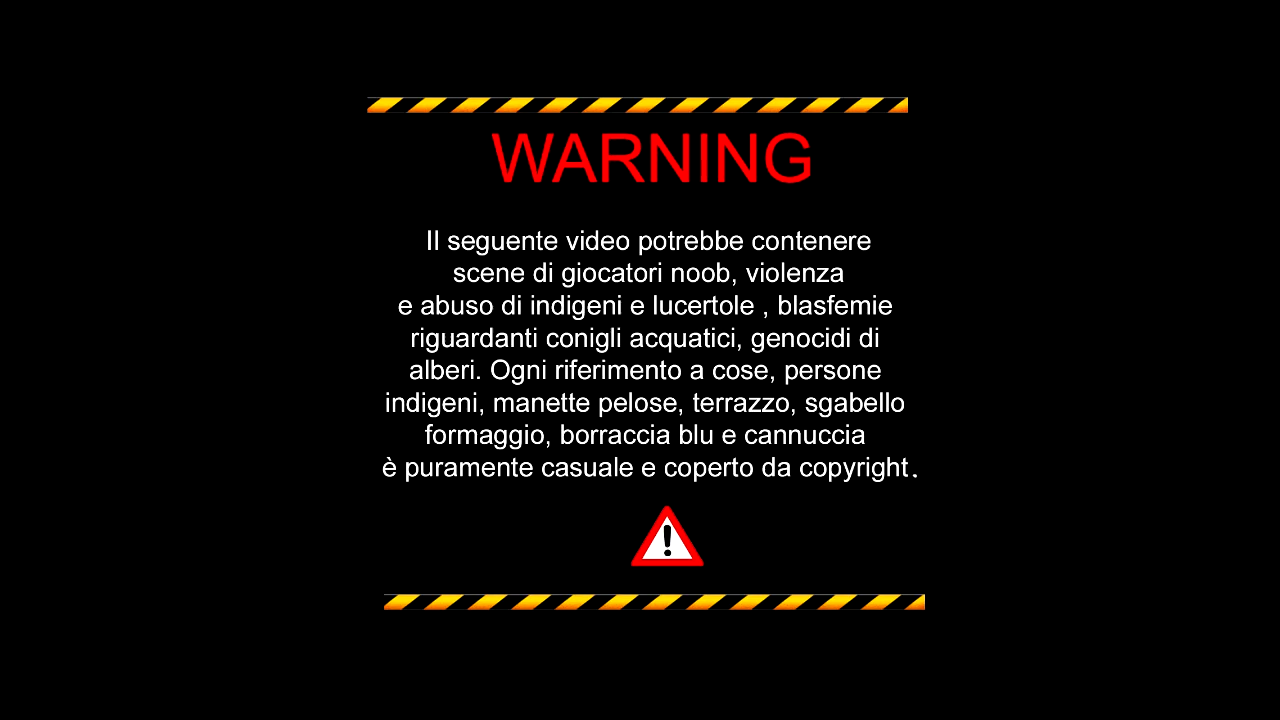 WARNING
Il seguente video potrebbe contenere
scene di giocatori noob, violenza
e abuso di indigeni e lucertole , blasfemie
riguardanti conigli acquatici, genocidi di
alberi. Ogni riferimento a cose, persone
indigeni, manette pelose, terrazzo, sgabello
formaggio, borraccia blu e cannuccia
è puramente casuale e coperto da copyright.
!